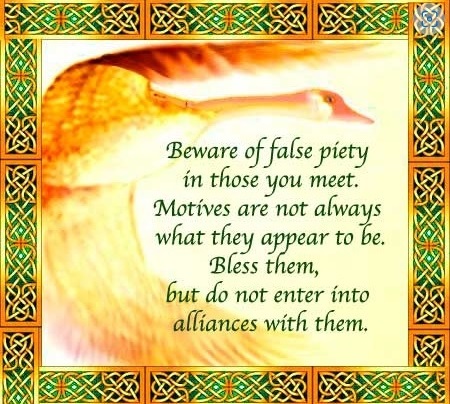 Beware of false piety
in those you meet.
Motives are not always
what they appear to be.
Bless them,
but do not enter into
alliances with them.